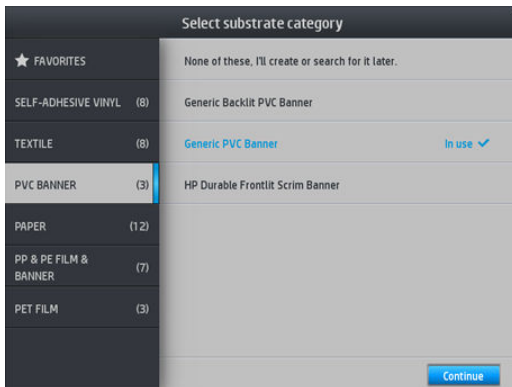 Select substrate category
FAVORITES
SELF-ADHESIVE VINYL (8)
TEXTILE (8)
PVC BANNER (3)
PAPER (12)
PP & PE FILM &
BANNER (7)
PET FILM (3)
None of these, I'll create or search for it later.
Generic Backlit PVC Banner
Generic PVC Banner In use
HP Durable Frontlit Scrim Banner
Continue